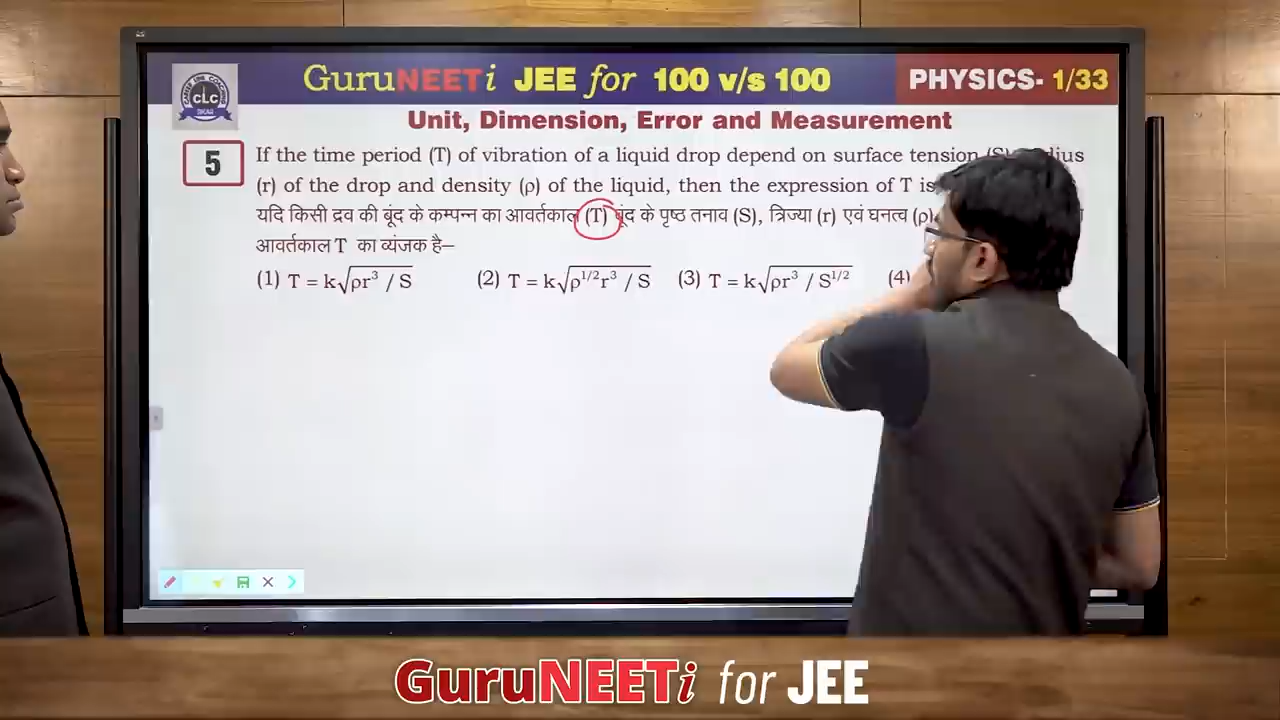 GuruNEETi JEE for 100 v/s 100
PHYSICS- 1/33
CLC
Unit, Dimension, Error and Measurement
5
If the time period (T) of vibration of a liquid drop depend on surface tension
(r) of the drop and density (ρ) of the liquid, then the expression of T is
यदि किसी द्रव की बूंद के कम्पन्न का आवर्तकाल (T) बूंद के पृष्ठ तनाव (S), त्रिज्या (r) एवं घनत्व (ρ)
आवर्तकाल T का व्यंजक है–
(1) T = k√ρr³ / S (2) T = k√ρ^1/2r³ / S (3) T = k√ρr³ / S^1/2 (4)
GuruNEETi for JEE